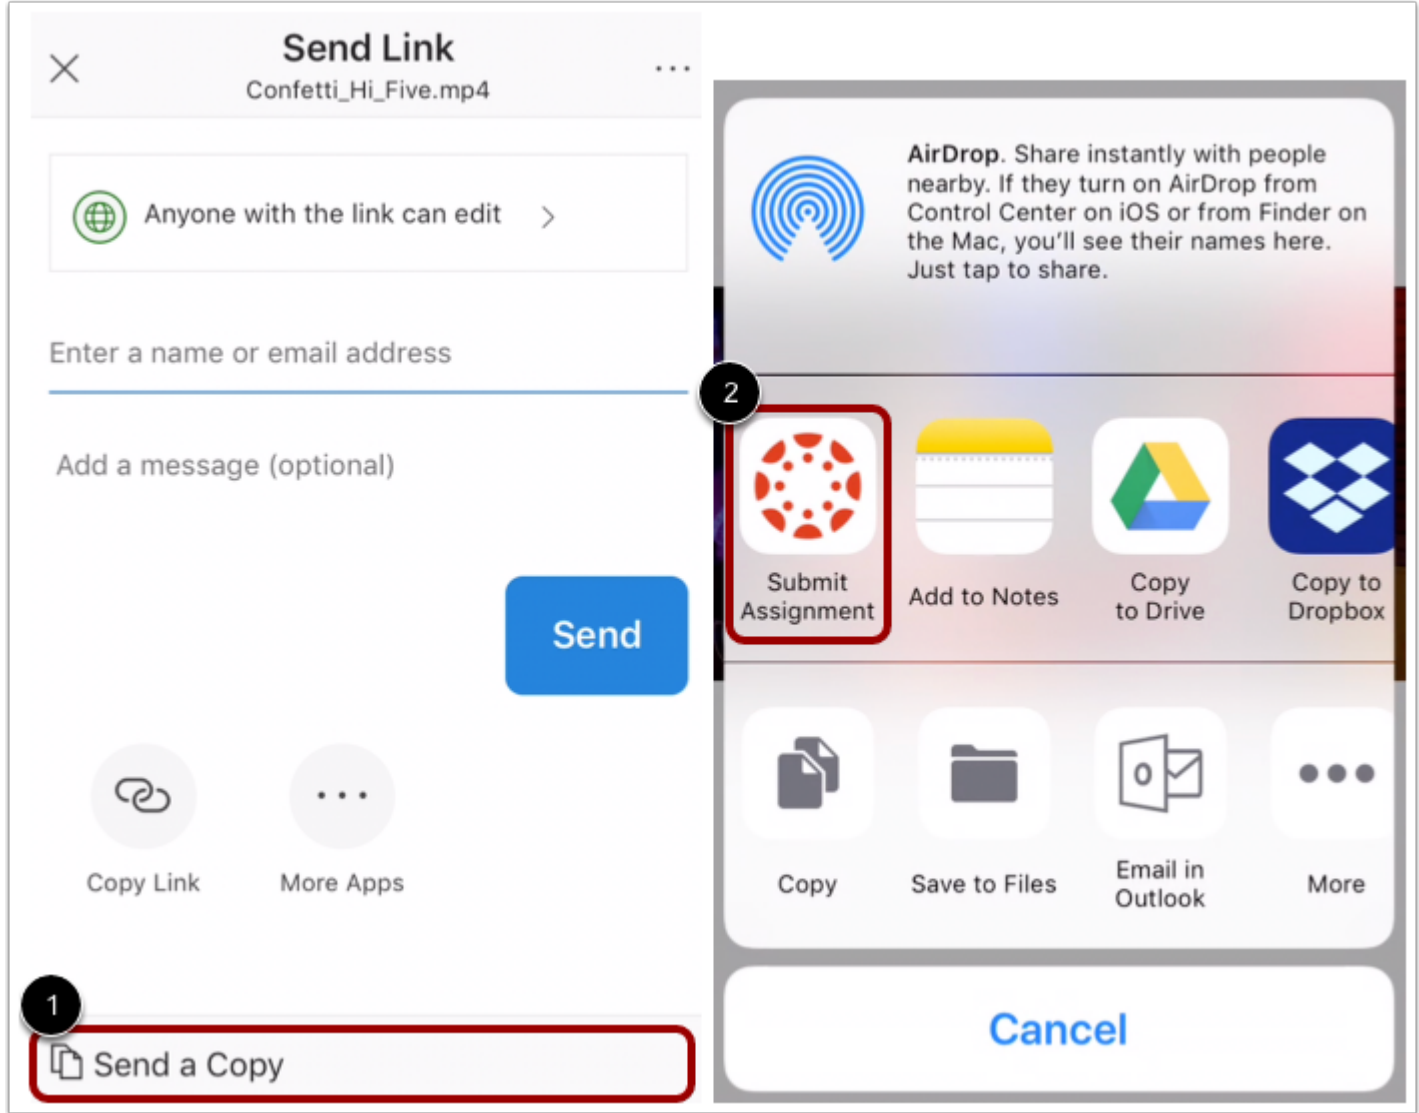 Send Link
Confetti_Hi_Five.mp4
Anyone with the link can edit
Enter a name or email address
Add a message (optional)
Send
Copy Link
More Apps
1
Send a Copy
AirDrop. Share instantly with people
nearby. If they turn on AirDrop from
Control Center on iOS or from Finder on
the Mac, you'll see their names here.
Just tap to share.
2
Submit
Assignment
Add to Notes
Copy
to Drive
Copy to
Dropbox
Copy
Save to Files
Email in
Outlook
More
Cancel